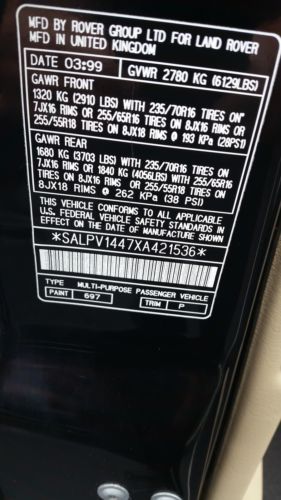 MFD BY ROVER GROUP LTD FOR LAND ROVER
IN UNITED KINGDOM
DATE 03:99 GVWR 2780 KG (6129LBS)
GAWR FRONT
1320 KG (2910 LBS) WITH 235/70R16 TIRES ON
7JX16 RIMS OR 255/65R16 TIRES ON 8JX16 RIMS OR
255/55R18 TIRES ON 8JX18 RIMS @ 193 KPA (28PSI)
GAWR REAR
1680 KG (3703 LBS) WITH 235/70R16 TIRES ON
7JX16 RIMS OR 1840 KG (4056LBS) WITH 255/65R16
TIRES ON 8JX16 RIMS OR 255/55R18 TIRES ON
8JX18 RIMS @ 262 KPA (38 PSI)
THIS VEHICLE CONFORMS TO ALL APPLICABLE
U.S. FEDERAL VEHICLE SAFETY STANDARDS IN
EFFECT ON THE DATE OF MANUFACTURE SHOWN
*SALPV1447XA421536*
TYPE MULTI-PURPOSE PASSENGER VEHICLE
PAINT 697 TRIM P